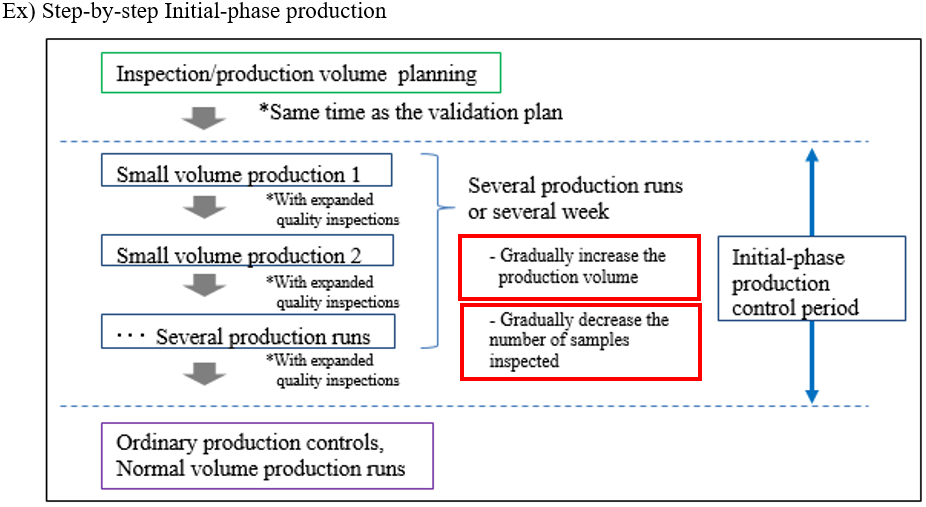 Ex) Step-by-step Initial-phase production
Inspection/production volume planning
*Same time as the validation plan
Small volume production 1
*With expanded
quality inspections
Small volume production 2
*With expanded
quality inspections
··· Several production runs
*With expanded
quality inspections
Several production runs
or several week
- Gradually increase the
production volume
- Gradually decrease the
number of samples
inspected
Initial-phase
production
control period
Ordinary production controls,
Normal volume production runs